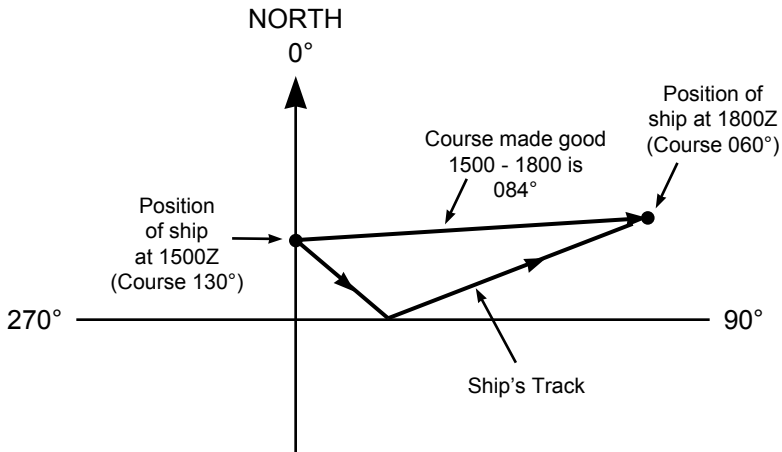 NORTH
0°
Position of
ship at 1800Z
(Course 060°)
Course made good
1500 - 1800 is
084°
Position
of ship
at 1500Z
(Course 130°)
270°
90°
Ship's Track